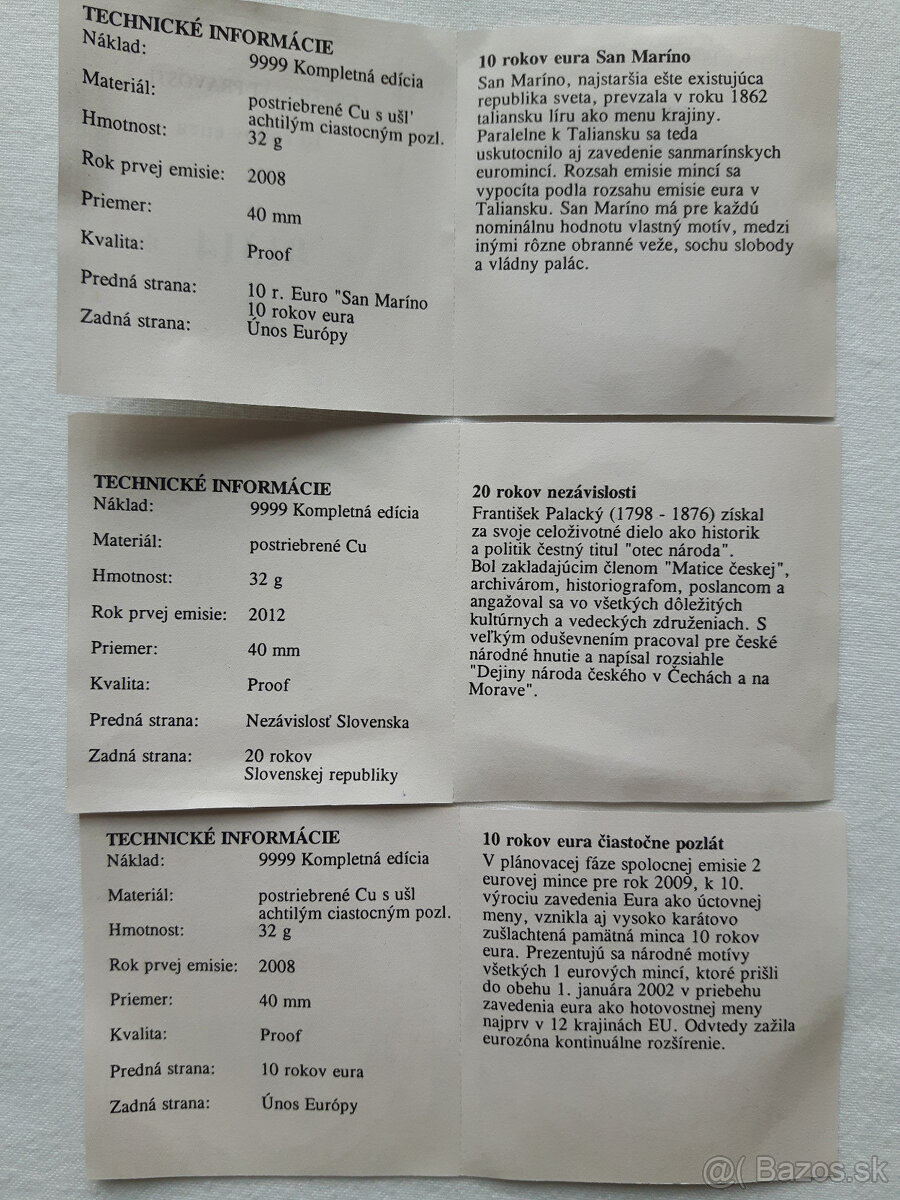 TECHNICKÉ INFORMÁCIE
Náklad:
9999 Kompletná edícia
Materiál:
postriebrené Cu s ušľ
achtilým ciastocným pozl.
Hmotnost:
32 g
Rok prvej emisie: 2008
Priemer:
40 mm
Kvalita:
Proof
Predná strana:
10 r. Euro "San Maríno
10 rokov eura
Zadná strana:
Únos Európy
10 rokov eura San Maríno
San Maríno, najstaršia ešte existujúca
republika sveta, prevzala v roku 1862
taliansku líru ako menu krajiny.
Paralelne k Taliansku sa teda
uskutocnilo aj zavedenie sanmarínskych
euromincí. Rozsah emisie mincí sa
vypocíta podla rozsahu emisie eura v
Taliansku. San Maríno má pre každú
nominálnu hodnotu vlastný motív, medzi
inými rôzne obranné veže, sochu slobody
a vládny palác.
TECHNICKÉ INFORMÁCIE
Náklad: 9999 Kompletná edícia
Materiál: postriebrené Cu
Hmotnost: 32 g
Rok prvej emisie: 2012
Priemer: 40 mm
Kvalita: Proof
Predná strana: Nezávislosť Slovenska
Zadná strana: 20 rokov
Slovenskej republiky
20 rokov nezávislosti
František Palacký (1798 - 1876) získal
za svoje celoživotné dielo ako historik
a politik čestný titul "otec národa".
Bol zakladajúcim členom "Matice českej",
archivárom, historiografom, poslancom a
angažoval sa vo všetkých dôležitých
kultúrnych a vedeckých združeniach. S
veľkým oduševnením pracoval pre české
národné hnutie a napísal rozsiahle
"Dejiny národa českého v Čechách a na
Morave".
TECHNICKÉ INFORMÁCIE
Náklad: 9999 Kompletná edícia
Materiál: postriebrené Cu s ušl
achtilým ciastocným pozl.
Hmotnost: 32 g
Rok prvej emisie: 2008
Priemer: 40 mm
Kvalita: Proof
Predná strana: 10 rokov eura
Zadná strana: Únos Európy
10 rokov eura čiastočne pozlát
V plánovacej fáze spolocnej emisie 2
eurovej mince pre rok 2009, k 10.
výrociu zavedenia Eura ako úctovnej
meny, vznikla aj vysoko karátovo
zušlachtená pamätná minca 10 rokov
eura. Prezentujú sa národné motívy
všetkých 1 eurových mincí, ktoré prišli
do obehu 1. januára 2002 v priebehu
zavedenia eura ako hotovostnej meny
najprv v 12 krajinách EU. Odvtedy zažila
eurozóna kontinuálne rozšírenie.
@( Bazos.sk